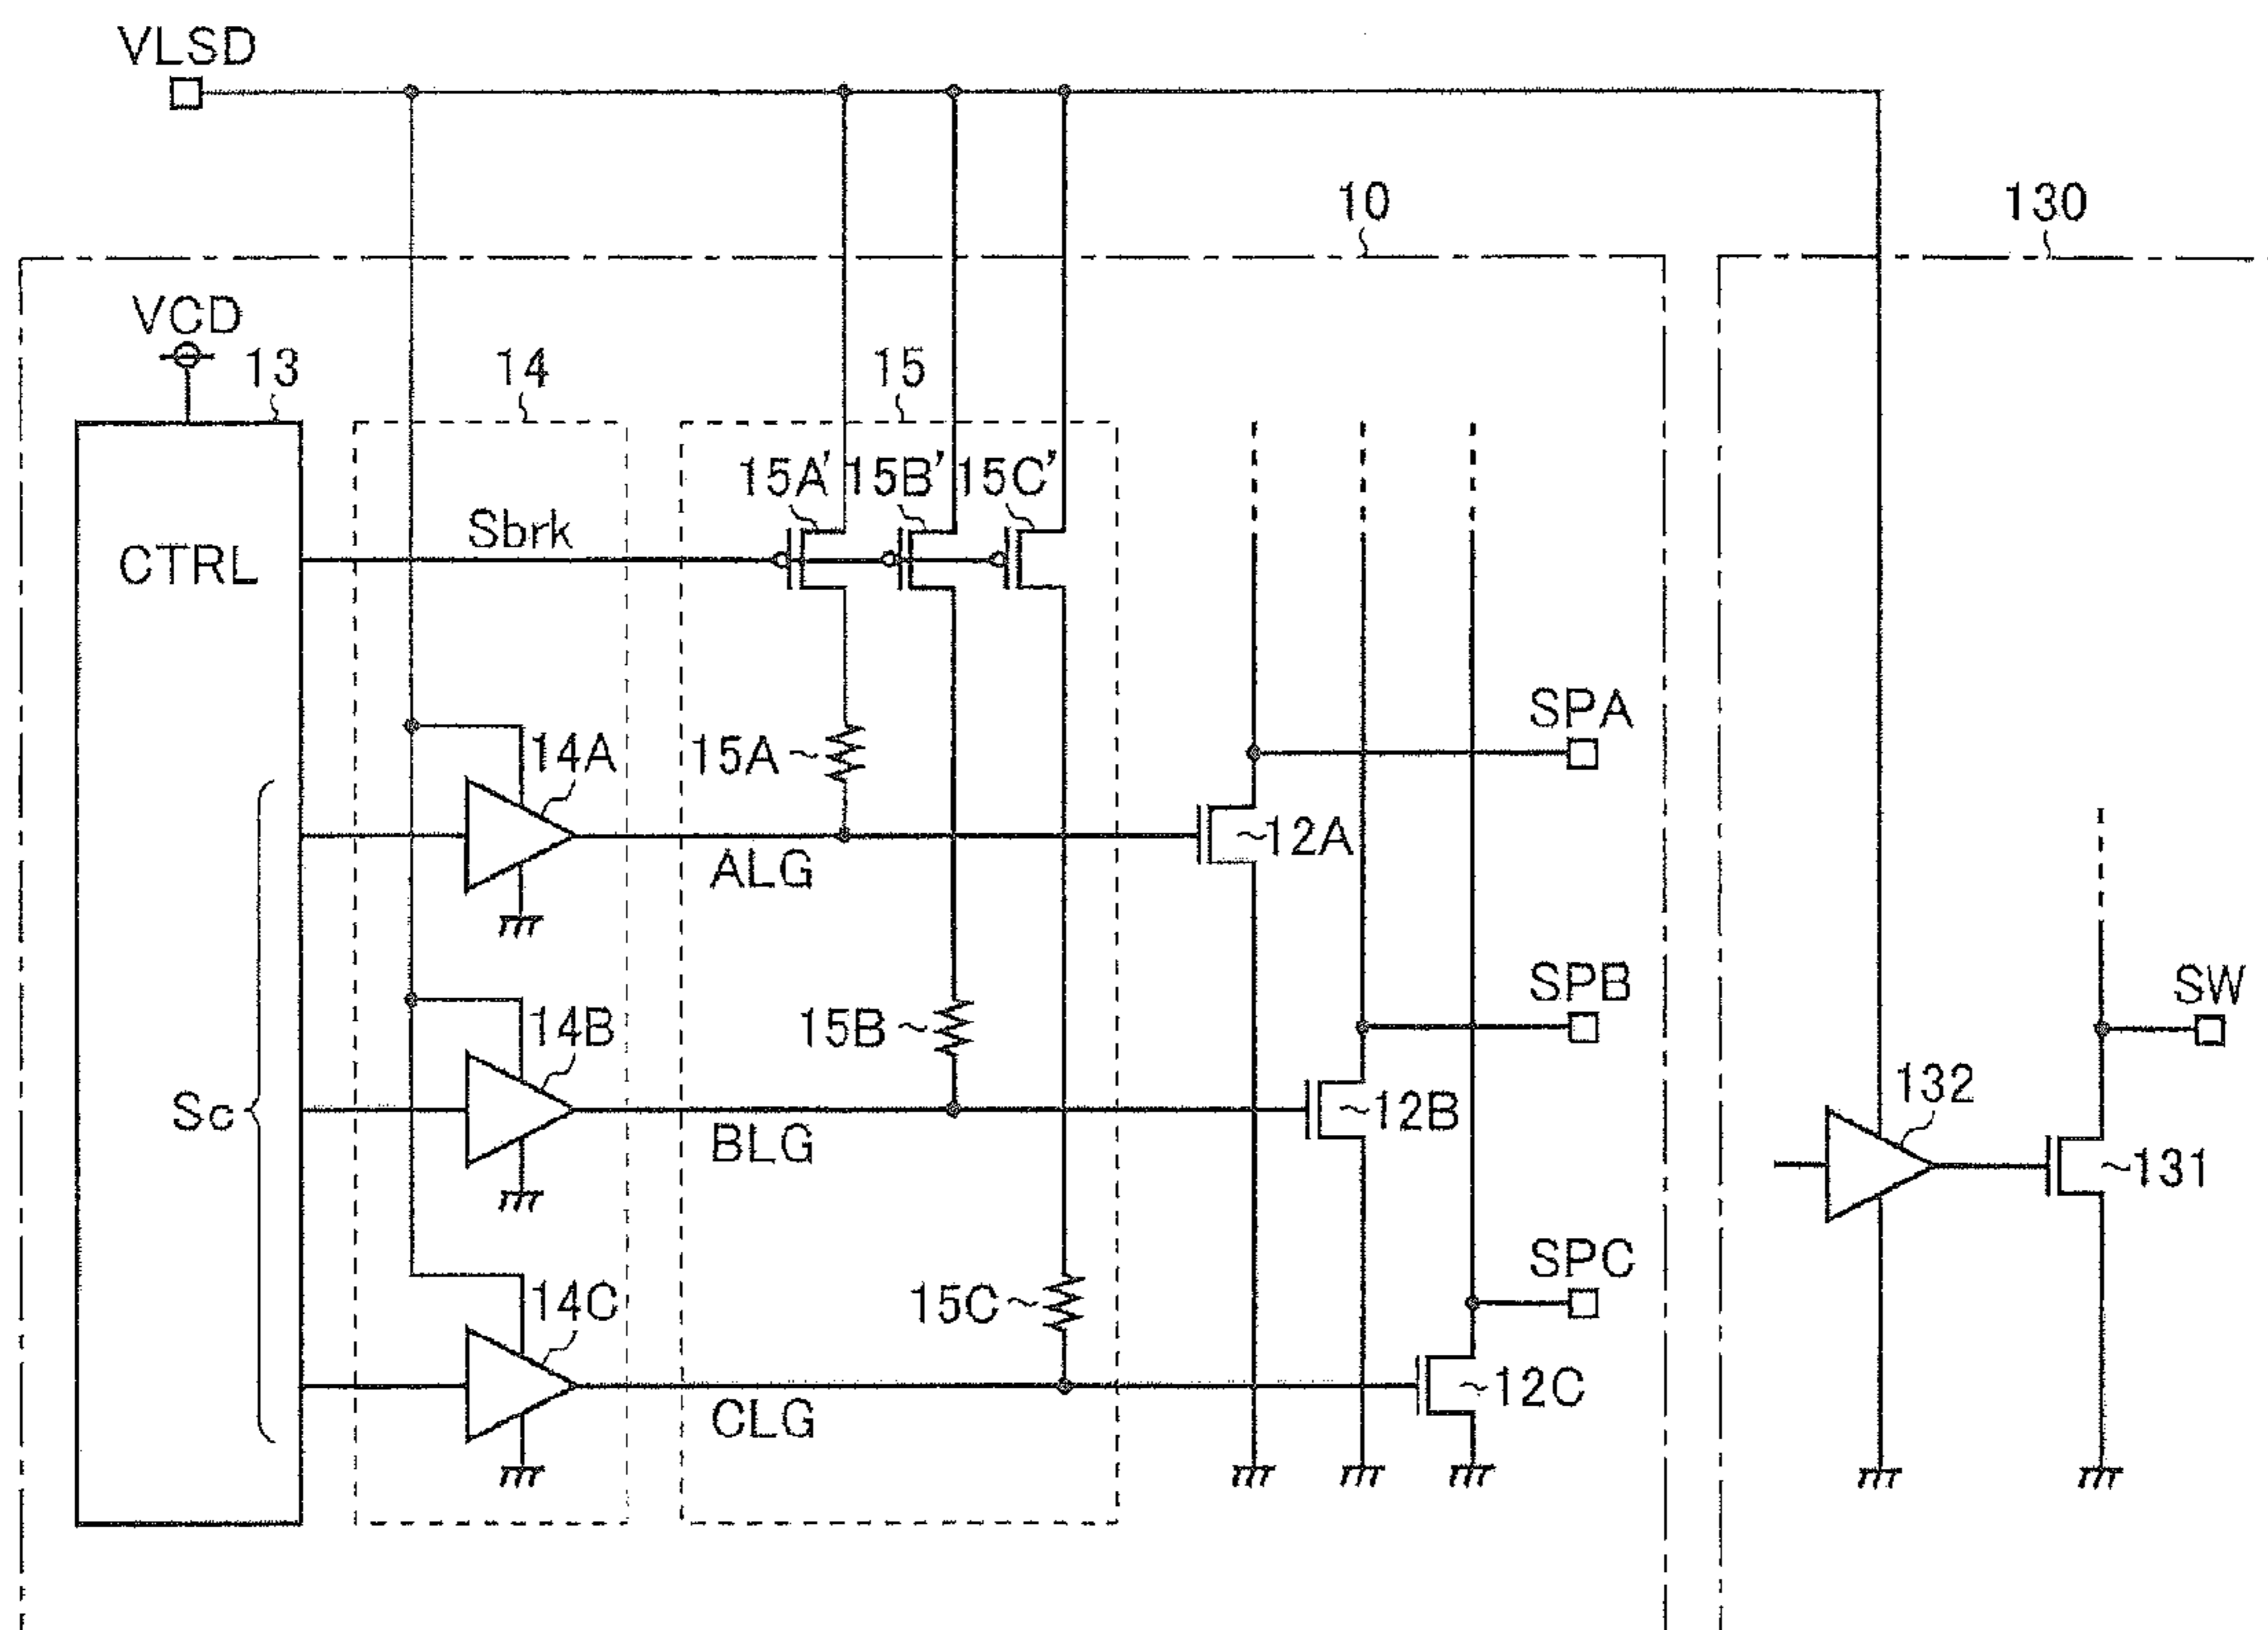 VLSD
10
130
VCD
13
14
15
15A' 15B' 15C'
Sbrk
CTRL
SPA
14A
15A
12A
ALG
SPB
SW
14B
15B
132
Sc
12B
BLG
131
SPC
14C
15C
12C
CLG